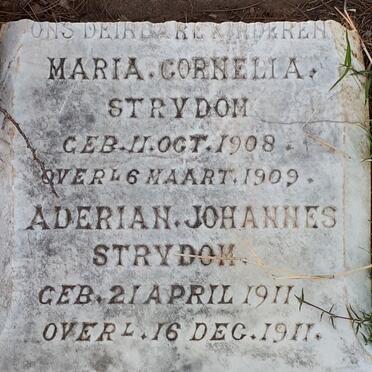 ONS DEIRBARE KINDEREN
MARIA. CORNELIA.
STRYDOM
GEB. 11. OCT. 1908.
OVERL 6 MAART. 1909.
ADERIAN. JOHANNES
STRYDOM.
GEB. 21 APRIL 1911.
OVERL. 16 DEC. 1911.